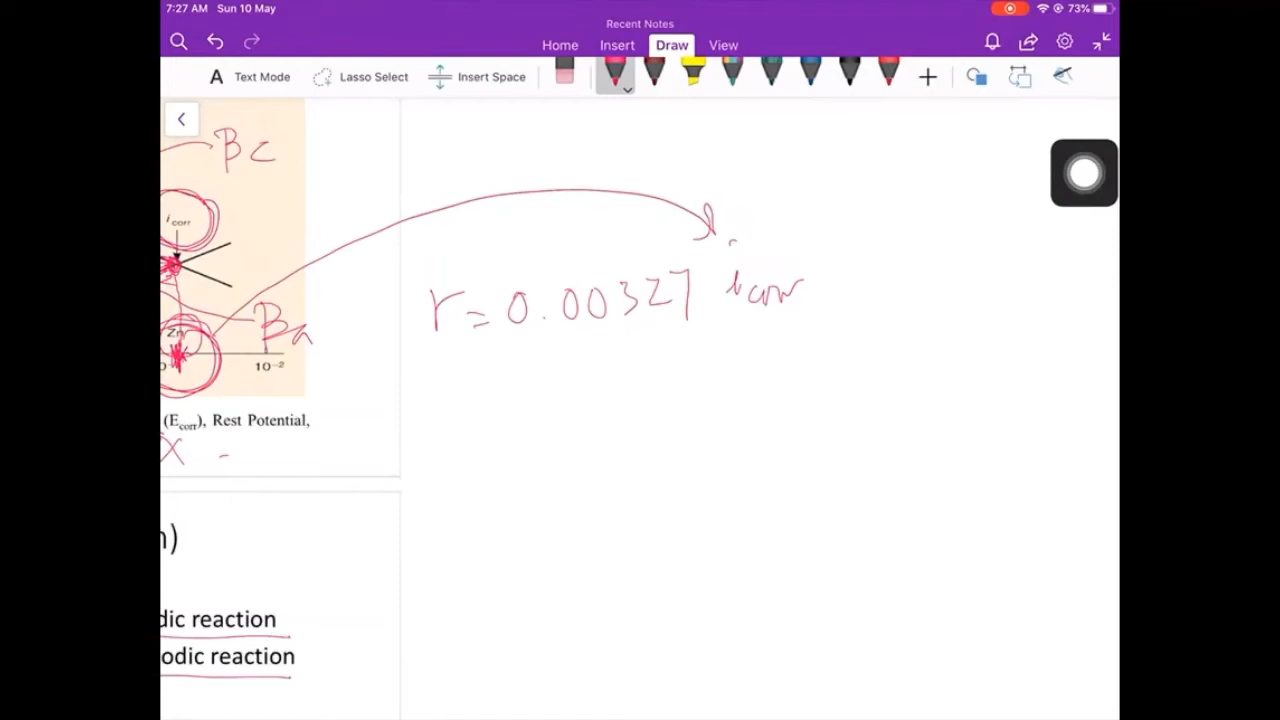 7:27 AM Sun 10 May
73%
Recent Notes
Home Insert Draw View
A Text Mode Lasso Select Insert Space
Bc
i corr
r = 0.00327 icorr
Ba
Zn
10⁻²
(Ecorr), Rest Potential,
X -
n)
dic reaction
odic reaction